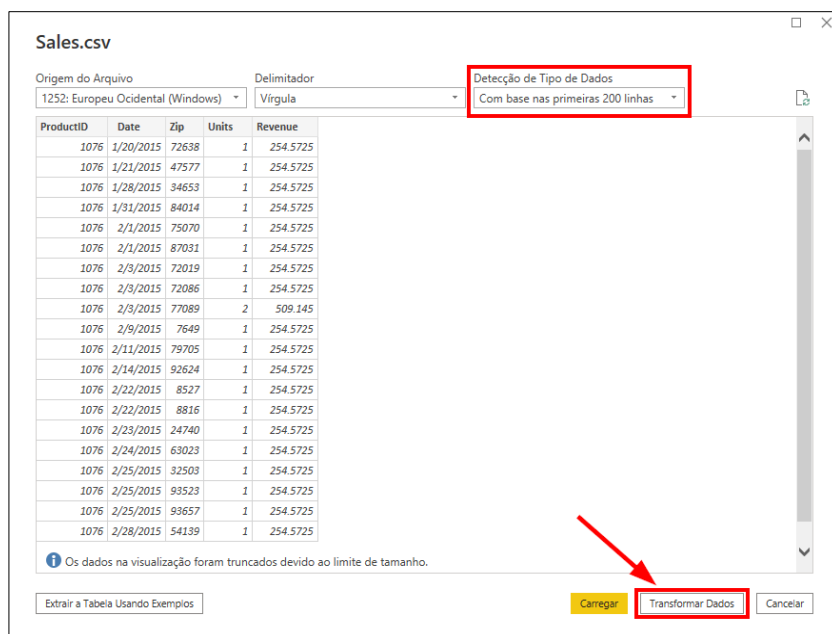 Sales.csv
Origem do Arquivo Delimitador Detecção de Tipo de Dados
1252: Europeu Ocidental (Windows) Vírgula Com base nas primeiras 200 linhas
ProductID Date Zip Units Revenue
1076 1/20/2015 72638 1 254.5725
1076 1/21/2015 47577 1 254.5725
1076 1/28/2015 34653 1 254.5725
1076 1/31/2015 84014 1 254.5725
1076 2/1/2015 75070 1 254.5725
1076 2/1/2015 87031 1 254.5725
1076 2/3/2015 72019 1 254.5725
1076 2/3/2015 72086 1 254.5725
1076 2/3/2015 77089 2 509.145
1076 2/9/2015 7649 1 254.5725
1076 2/11/2015 79705 1 254.5725
1076 2/14/2015 92624 1 254.5725
1076 2/22/2015 8527 1 254.5725
1076 2/22/2015 8816 1 254.5725
1076 2/23/2015 24740 1 254.5725
1076 2/24/2015 63023 1 254.5725
1076 2/25/2015 32503 1 254.5725
1076 2/25/2015 93523 1 254.5725
1076 2/25/2015 93657 1 254.5725
1076 2/28/2015 54139 1 254.5725
Os dados na visualização foram truncados devido ao limite de tamanho.
Extrair a Tabela Usando Exemplos Carregar Transformar Dados Cancelar